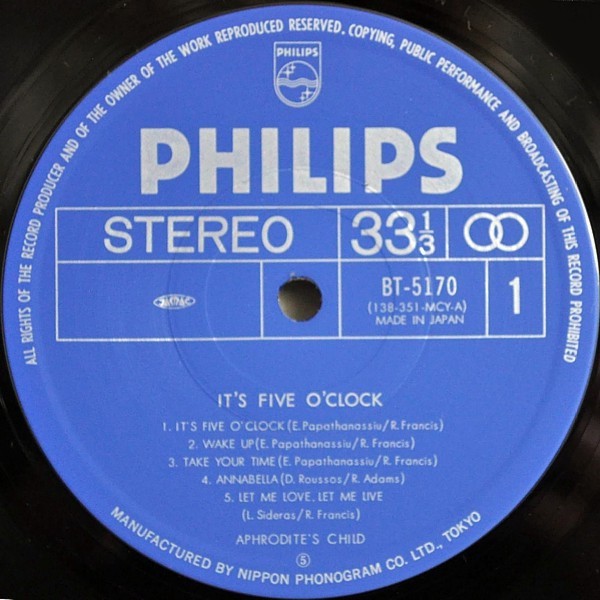 ALL RIGHTS OF THE RECORD PRODUCER AND OF THE OWNER OF THE WORK REPRODUCED RESERVED. COPYING, PUBLIC PERFORMANCE AND BROADCASTING OF THIS RECORD PROHIBITED
PHILIPS
PHILIPS
STEREO 33 1/3
BT-5170 1
(138-351-MCY-A)
MADE IN JAPAN
IT'S FIVE O'CLOCK
1. IT'S FIVE O'CLOCK (E. Papathanassiu/R. Francis)
2. WAKE UP (E. Papathanassiu/R. Francis)
3. TAKE YOUR TIME (E. Papathanassiu/R. Francis)
4. ANNABELLA (D. Roussos/R. Adams)
5. LET ME LOVE, LET ME LIVE
(L. Sideras/R. Francis)
APHRODITE'S CHILD
⑤
MANUFACTURED BY NIPPON PHONOGRAM CO. LTD., TOKYO